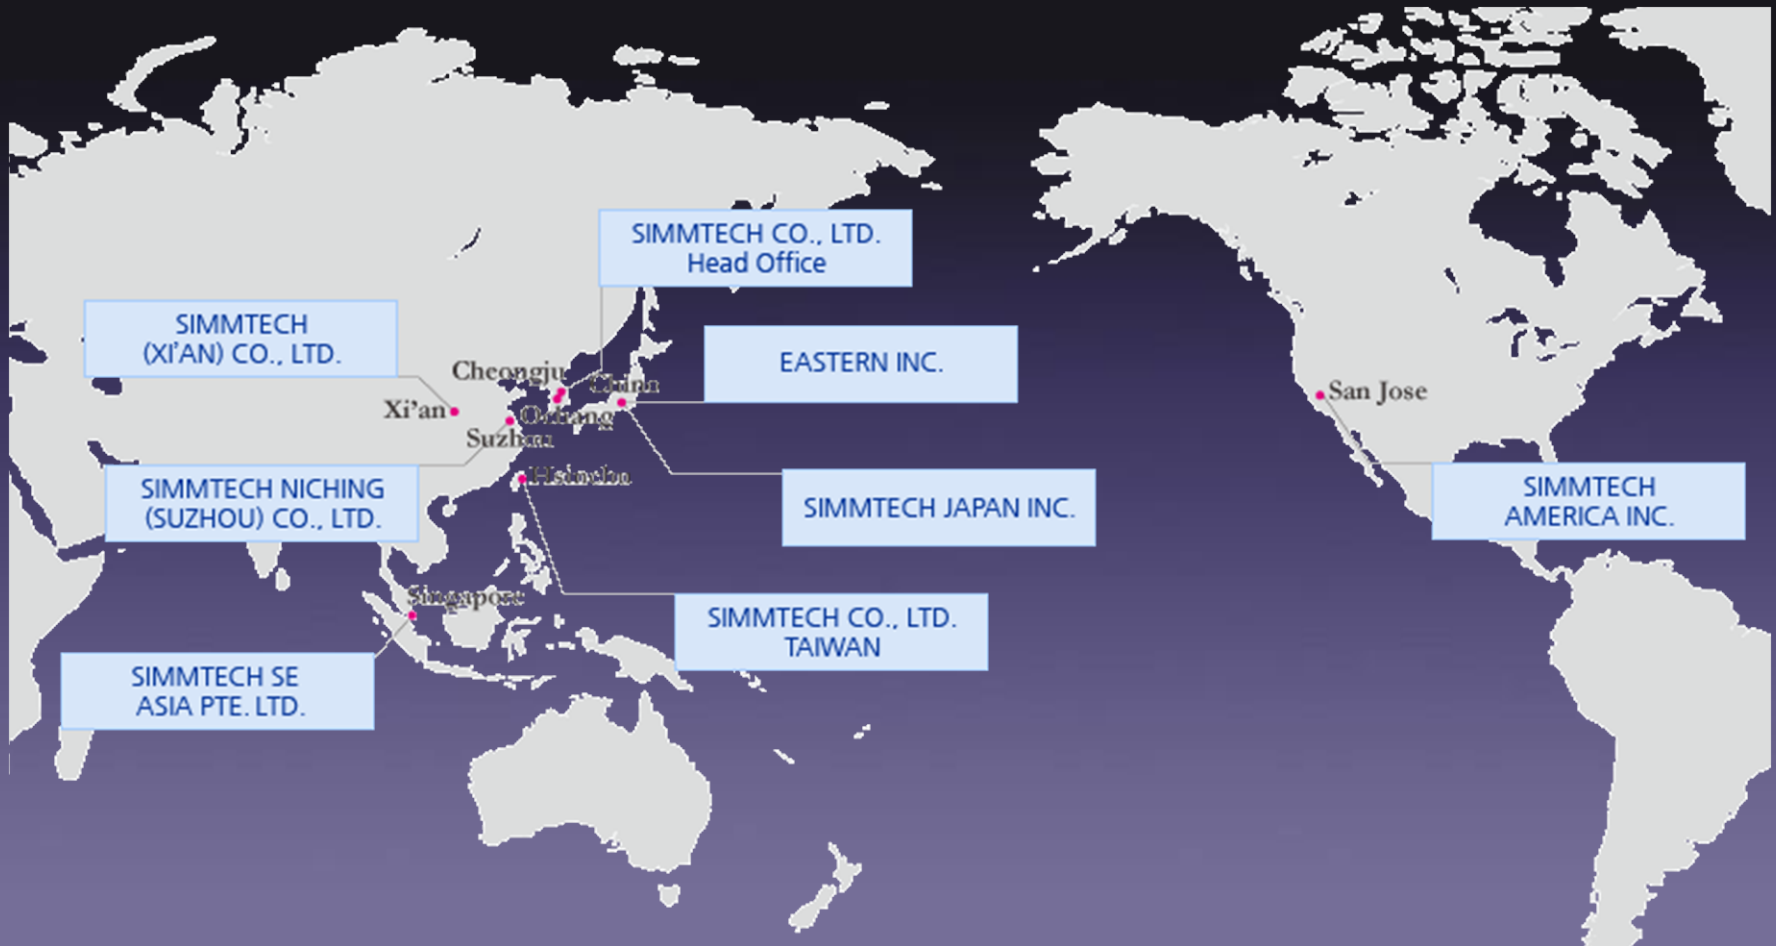 SIMMTECH CO., LTD.
Head Office
SIMMTECH
(XI'AN) CO., LTD.
EASTERN INC.
Cheongju
Xi'an
Ochang
Suzhou
San Jose
Hsinchu
SIMMTECH NICHING
(SUZHOU) CO., LTD.
SIMMTECH JAPAN INC.
SIMMTECH
AMERICA INC.
Singapore
SIMMTECH CO., LTD.
TAIWAN
SIMMTECH SE
ASIA PTE. LTD.